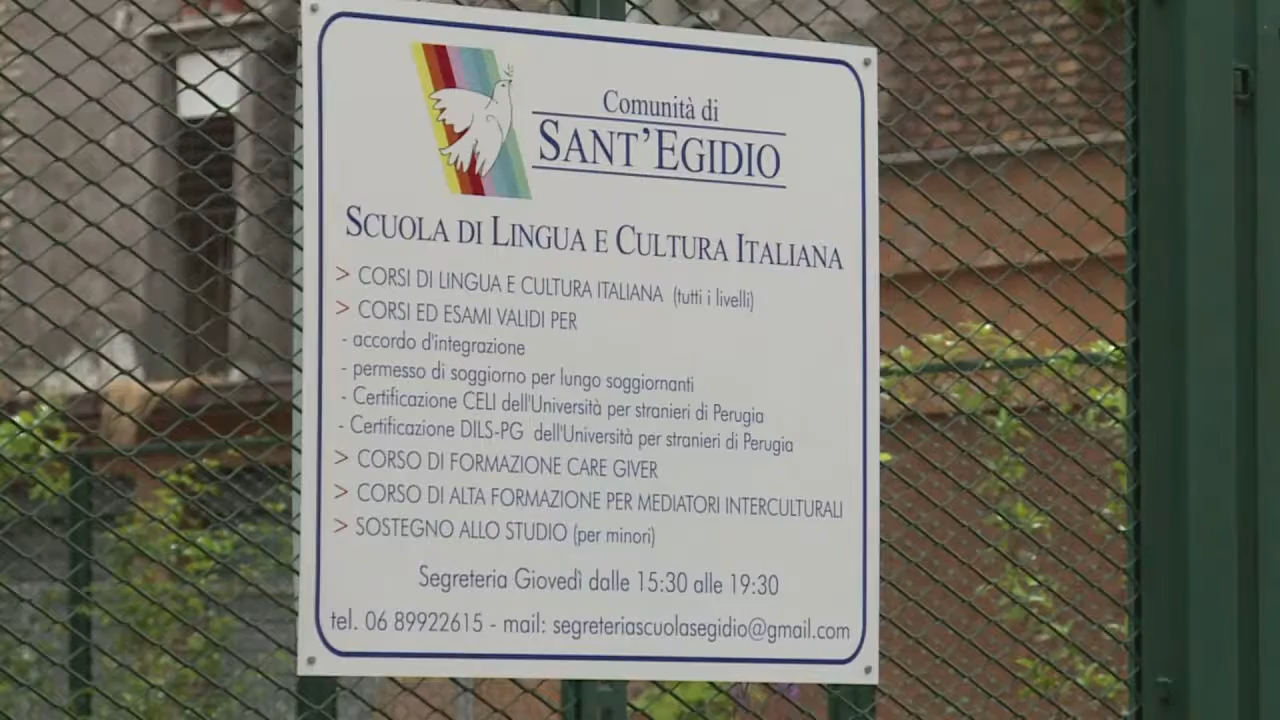 Comunità di
SANT'EGIDIO
SCUOLA DI LINGUA E CULTURA ITALIANA
> CORSI DI LINGUA E CULTURA ITALIANA (tutti i livelli)
> CORSI ED ESAMI VALIDI PER
- accordo d'integrazione
- permesso di soggiorno per lungo soggiornanti
- Certificazione CELI dell'Università per stranieri di Perugia
- Certificazione DILS-PG dell'Università per stranieri di Perugia
> CORSO DI FORMAZIONE CARE GIVER
> CORSO DI ALTA FORMAZIONE PER MEDIATORI INTERCULTURALI
> SOSTEGNO ALLO STUDIO (per minori)
Segreteria Giovedì dalle 15:30 alle 19:30
tel. 06 89922615 - mail: segreteriascuolasegidio@gmail.com